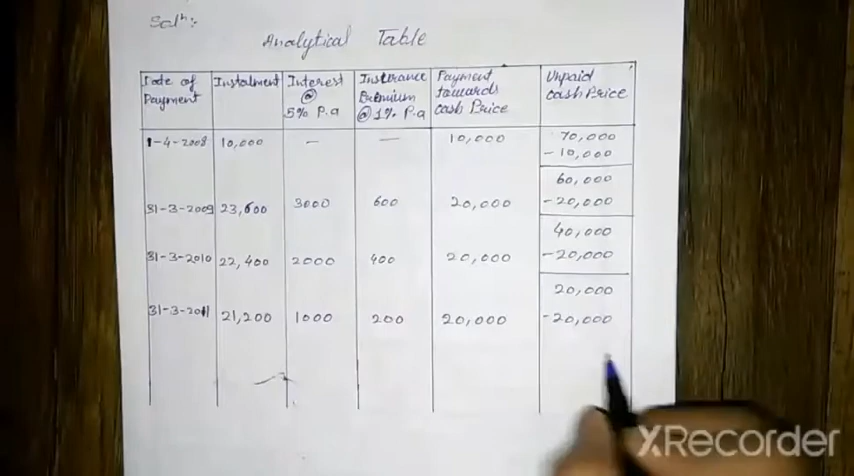 Solⁿ:
Analytical Table
Date of Payment | Instalment | Interest @ 5% P.a | Insurance Premium @ 1% P.a | Payment towards cash Price | Unpaid cash Price
1-4-2008 | 10,000 | — | — | 10,000 | 70,000
- 10,000
60,000
31-3-2009 | 23,600 | 3000 | 600 | 20,000 | - 20,000
40,000
31-3-2010 | 22,400 | 2000 | 400 | 20,000 | - 20,000
20,000
31-3-2011 | 21,200 | 1000 | 200 | 20,000 | - 20,000
XRecorder